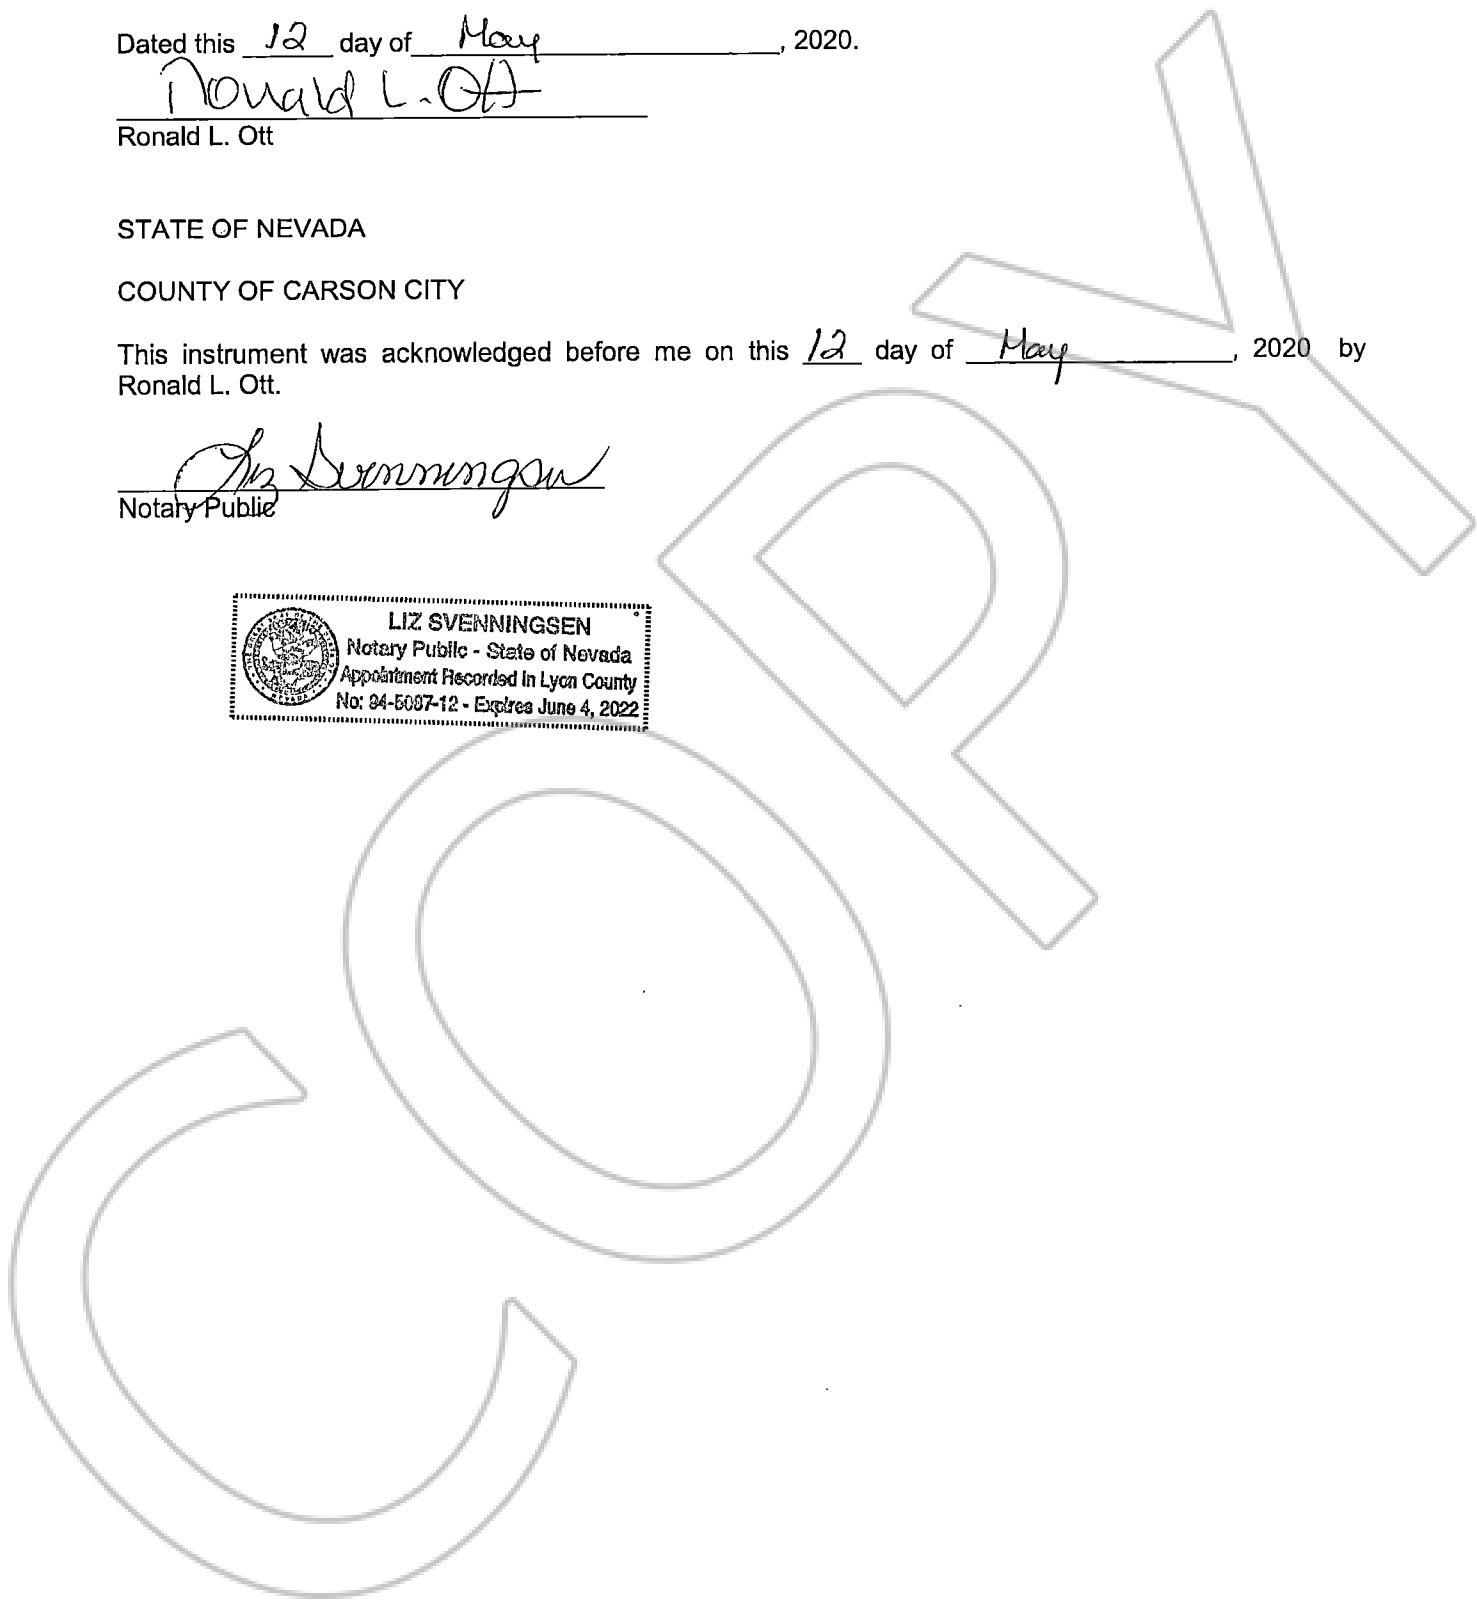 Dated this 12 day of May, 2020.
Ronald L. Ott
Ronald L. Ott
STATE OF NEVADA
COUNTY OF CARSON CITY
This instrument was acknowledged before me on this 12 day of May, 2020 by
Ronald L. Ott.
Liz Svenningsen
Notary Public
LIZ SVENNINGSEN
Notary Public - State of Nevada
Appointment Recorded in Lyon County
No: 94-5087-12 - Expires June 4, 2022
COPY